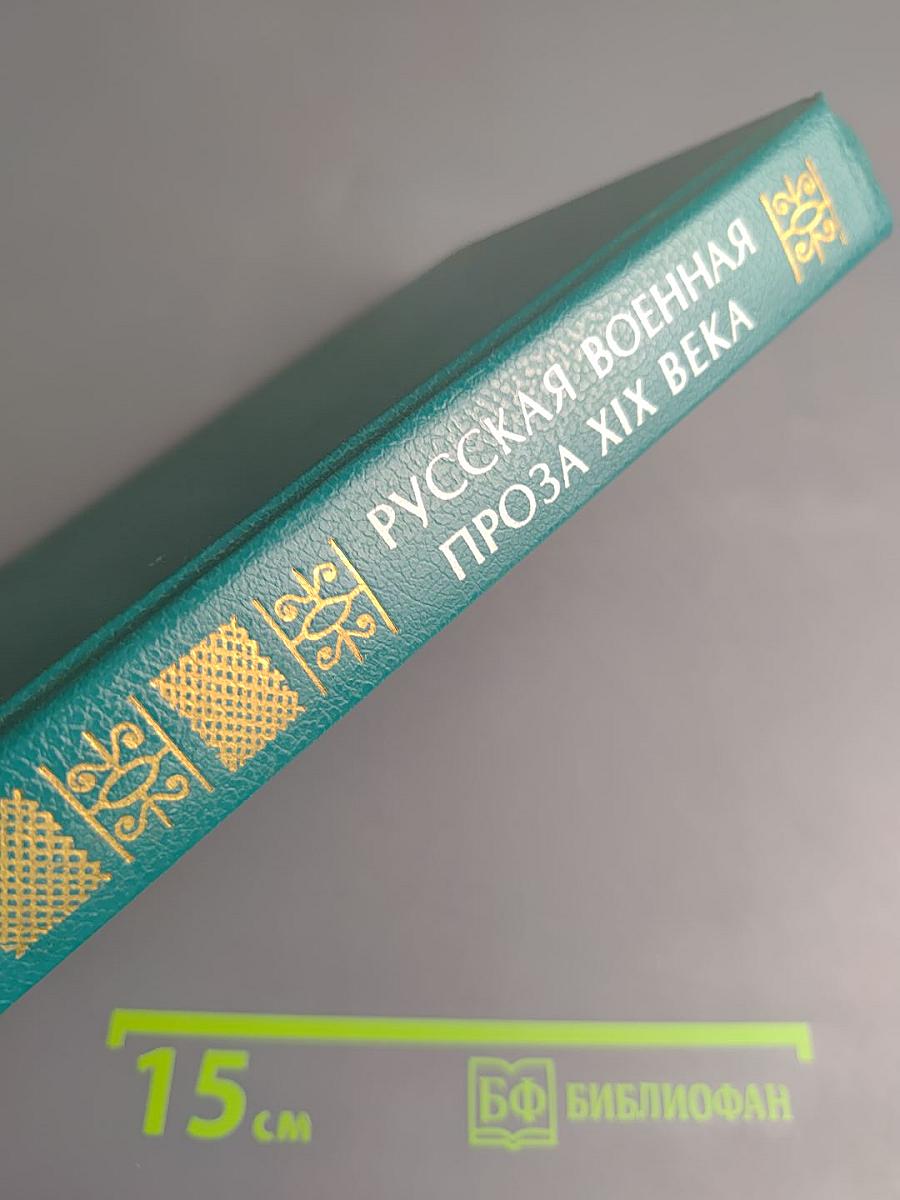 РУССКАЯ ВОЕННАЯ
ПРОЗА XIX ВЕКА
15 см
БФ БИБЛИОФАН